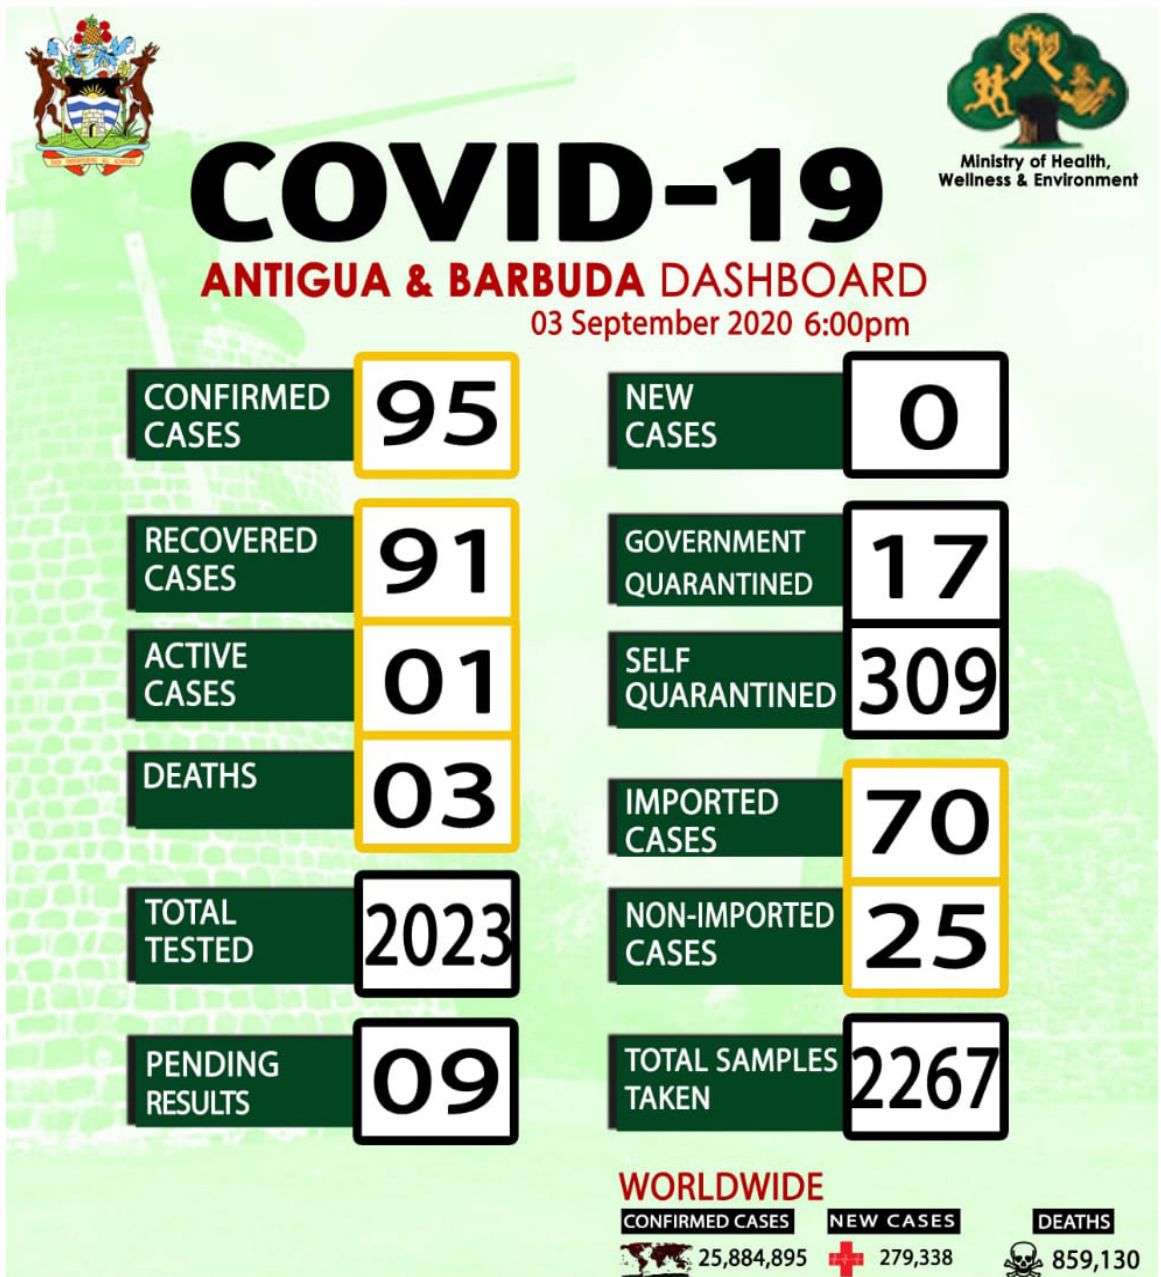 Ministry of Health,
Wellness & Environment
COVID-19
ANTIGUA & BARBUDA DASHBOARD
03 September 2020 6:00pm
CONFIRMED
CASES
95
NEW
CASES
0
RECOVERED
CASES
91
GOVERNMENT
QUARANTINED
17
ACTIVE
CASES
01
SELF
QUARANTINED
309
DEATHS
03
IMPORTED
CASES
70
TOTAL
TESTED
2023
NON-IMPORTED
CASES
25
PENDING
RESULTS
09
TOTAL SAMPLES
TAKEN
2267
WORLDWIDE
CONFIRMED CASES
25,884,895
NEW CASES
279,338
DEATHS
859,130